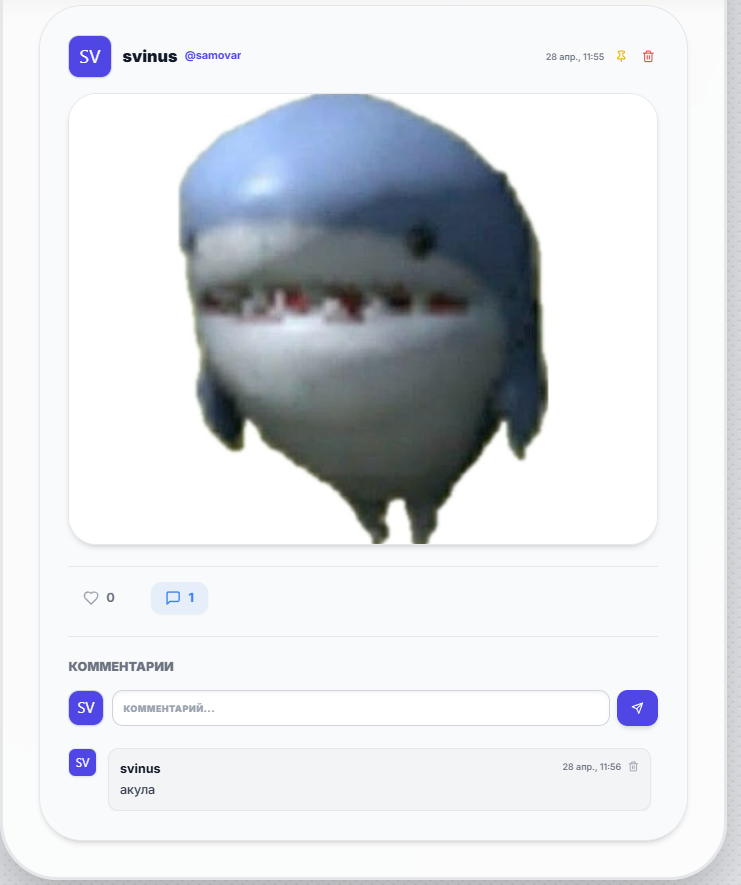 SV svinus @samovar 28 апр., 11:55
0 1
КОММЕНТАРИИ
SV КОММЕНТАРИЙ...
SV svinus 28 апр., 11:56
акула